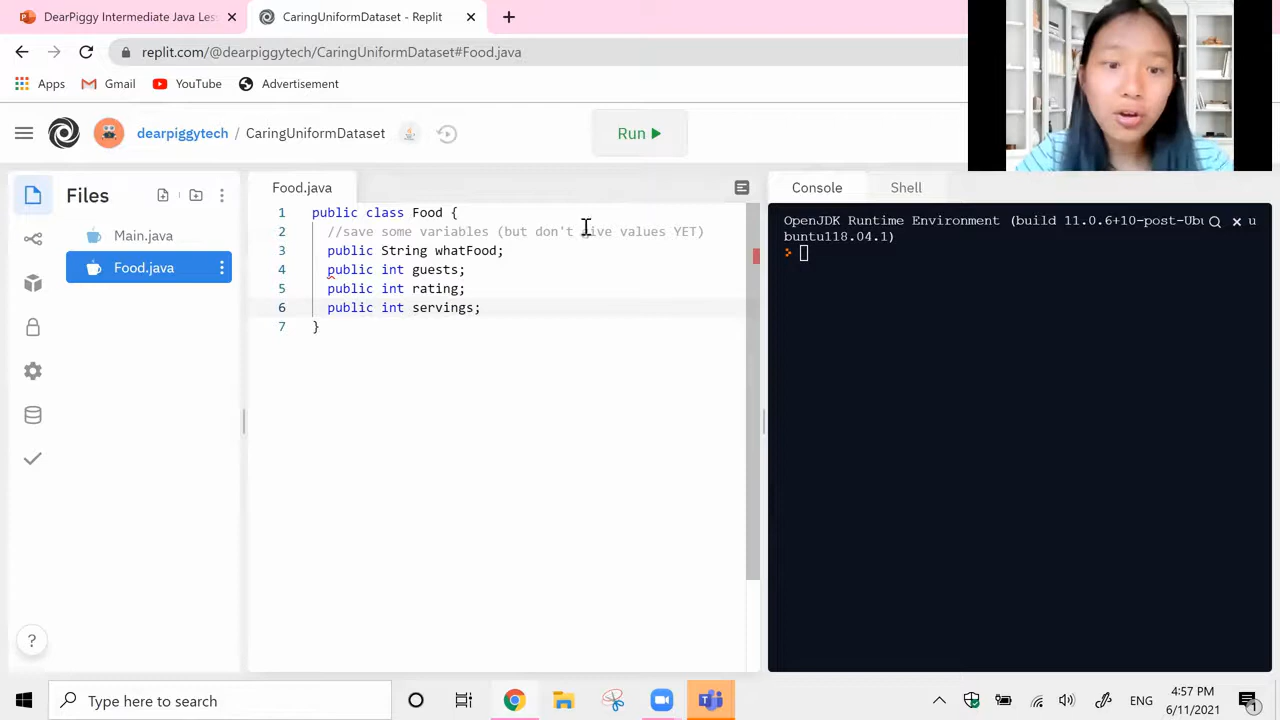 DearPiggy Intermediate Java Les
CaringUniformDataset - Replit
replit.com/@dearpiggytech/CaringUniformDataset#Food.java
Apps
Gmail
YouTube
Advertisement
dearpiggytech / CaringUniformDataset
Run
Files
Main.java
Food.java
Food.java
1 public class Food {
2 //save some variables (but don't give values YET)
3 public String whatFood;
4 public int guests;
5 public int rating;
6 public int servings;
7 }
Console
Shell
OpenJDK Runtime Environment (build 11.0.6+10-post-Ubu u
buntu118.04.1)
?
Type here to search
ENG
4:57 PM
6/11/2021
1